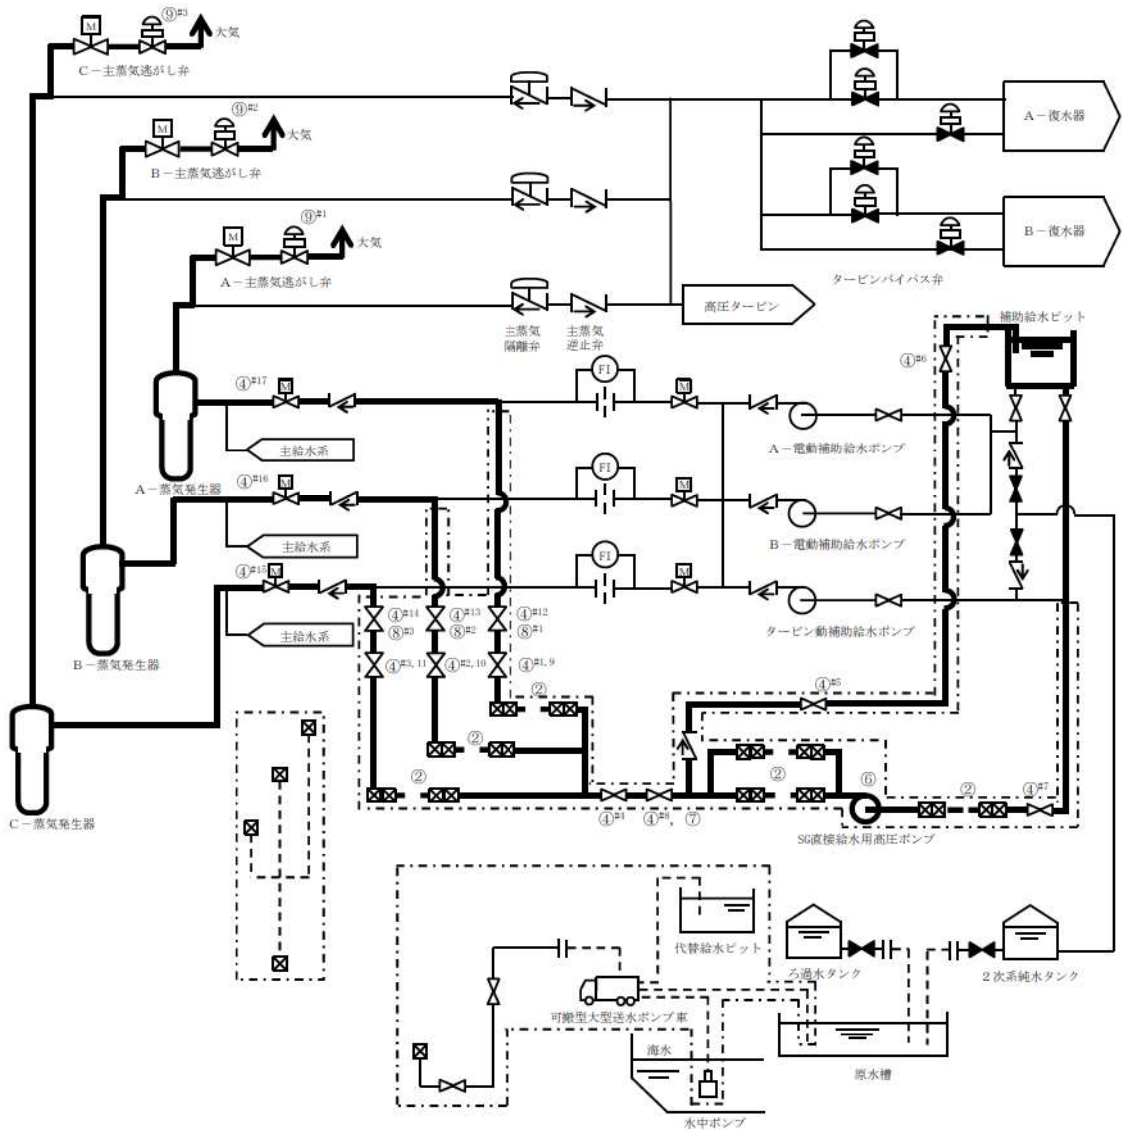 ⑨#3
M
大気
C－主蒸気逃がし弁
⑨#2
M
大気
B－主蒸気逃がし弁
⑨#1
M
大気
A－主蒸気逃がし弁
A－復水器
B－復水器
タービンバイパス弁
高圧タービン
主蒸気
隔離弁
主蒸気
逆止弁
補助給水ピット
④#6
④#17
M
FI
M
A－電動補助給水ポンプ
主給水系
A－蒸気発生器
④#16
M
FI
M
B－電動補助給水ポンプ
主給水系
④#15
M
FI
M
タービン動補助給水ポンプ
主給水系
B－蒸気発生器
④#14
⑧#3
④#13
⑧#2
④#12
⑧#1
④#3,11
④#2,10
④#1,9
②
②
②
④#5
②
⑥
②
④#7
④#4
④#8, ⑦
SG直接給水用高圧ポンプ
C－蒸気発生器
代替給水ピット
ろ過水タンク
2次系純水タンク
可搬型大型送水ポンプ車
海水
原水槽
水中ポンプ